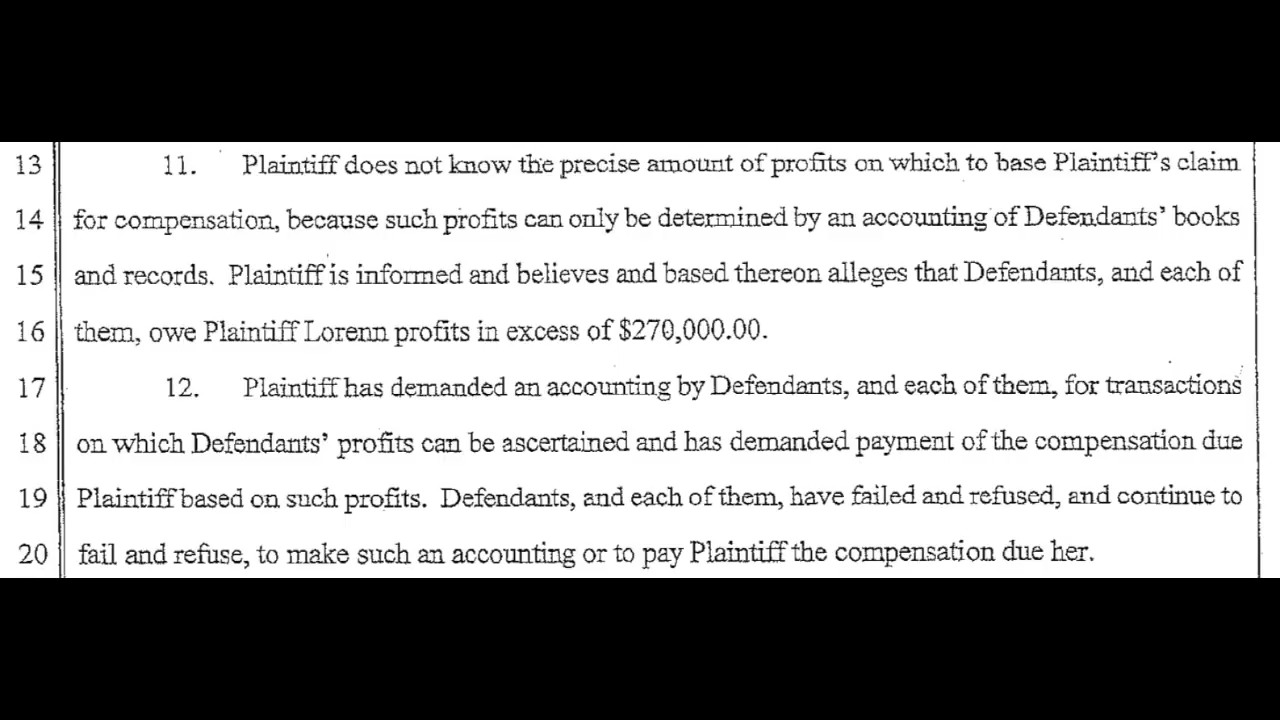 13 11. Plaintiff does not know the precise amount of profits on which to base Plaintiff's claim
14 for compensation, because such profits can only be determined by an accounting of Defendants' books
15 and records. Plaintiff is informed and believes and based thereon alleges that Defendants, and each of
16 them, owe Plaintiff Lorenn profits in excess of $270,000.00.
17 12. Plaintiff has demanded an accounting by Defendants, and each of them, for transactions
18 on which Defendants' profits can be ascertained and has demanded payment of the compensation due
19 Plaintiff based on such profits. Defendants, and each of them, have failed and refused, and continue to
20 fail and refuse, to make such an accounting or to pay Plaintiff the compensation due her.